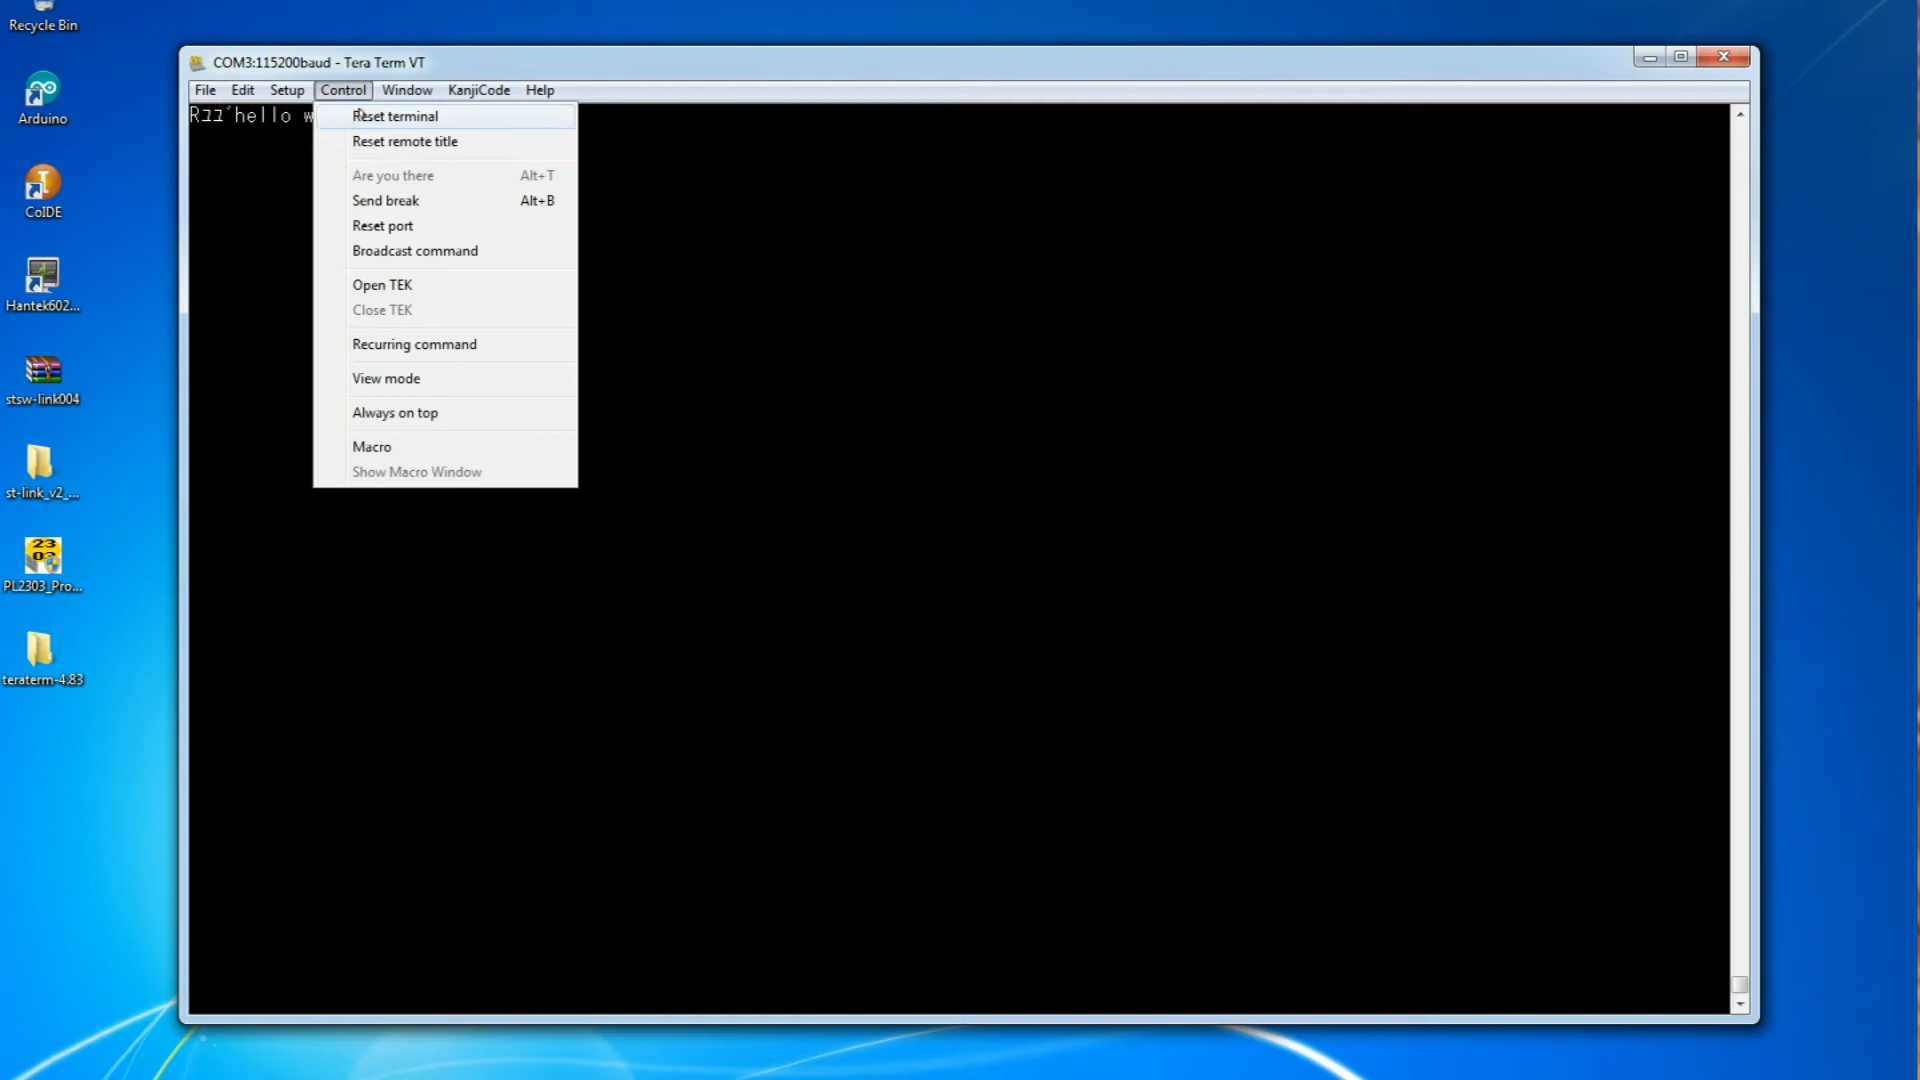 Recycle Bin
COM3:115200baud - Tera Term VT
File Edit Setup Control Window KanjiCode Help
hello w
Reset terminal
Reset remote title
Are you there Alt+T
Send break Alt+B
Reset port
Broadcast command
Open TEK
Close TEK
Recurring command
View mode
Always on top
Macro
Show Macro Window
Arduino
CoIDE
Hantek602...
stsw-link004
st-link_v2_...
PL2303_Pro...
teraterm-4.83